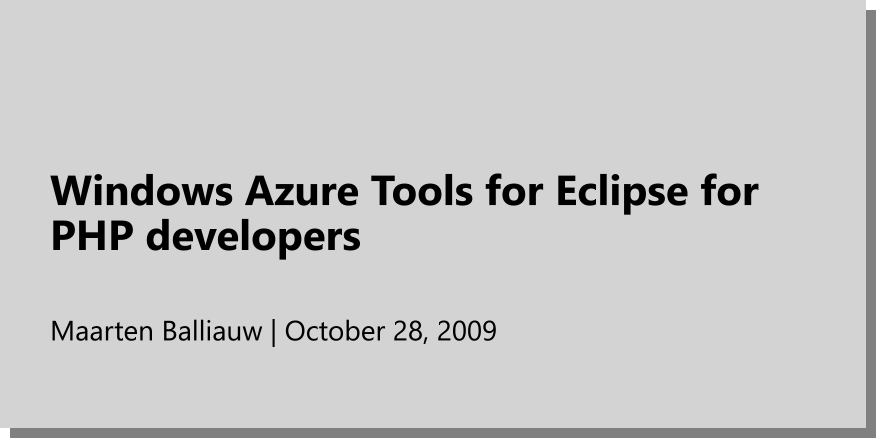 Windows Azure Tools for Eclipse for
PHP developers
Maarten Balliauw | October 28, 2009